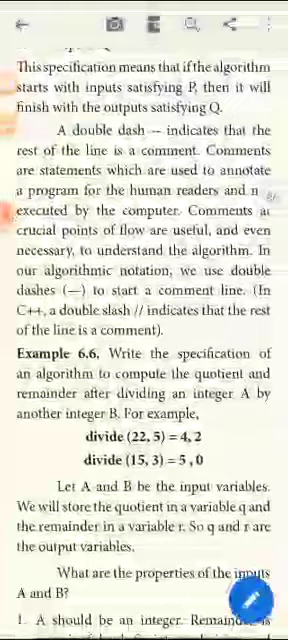 This specification means that if the algorithm
starts with inputs satisfying P, then it will
finish with the outputs satisfying Q.
A double dash -- indicates that the
rest of the line is a comment. Comments
are statements which are used to annotate
a program for the human readers and n
executed by the computer. Comments at
crucial points of flow are useful, and even
necessary, to understand the algorithm. In
our algorithmic notation, we use double
dashes (--) to start a comment line. (In
C++, a double slash // indicates that the rest
of the line is a comment).
Example 6.6. Write the specification of
an algorithm to compute the quotient and
remainder after dividing an integer A by
another integer B. For example,
divide (22, 5) = 4, 2
divide (15, 3) = 5 , 0
Let A and B be the input variables.
We will store the quotient in a variable q and
the remainder in a variable r. So q and r are
the output variables.
What are the properties of the inputs
A and B?
1. A should be an integer. Remainder is